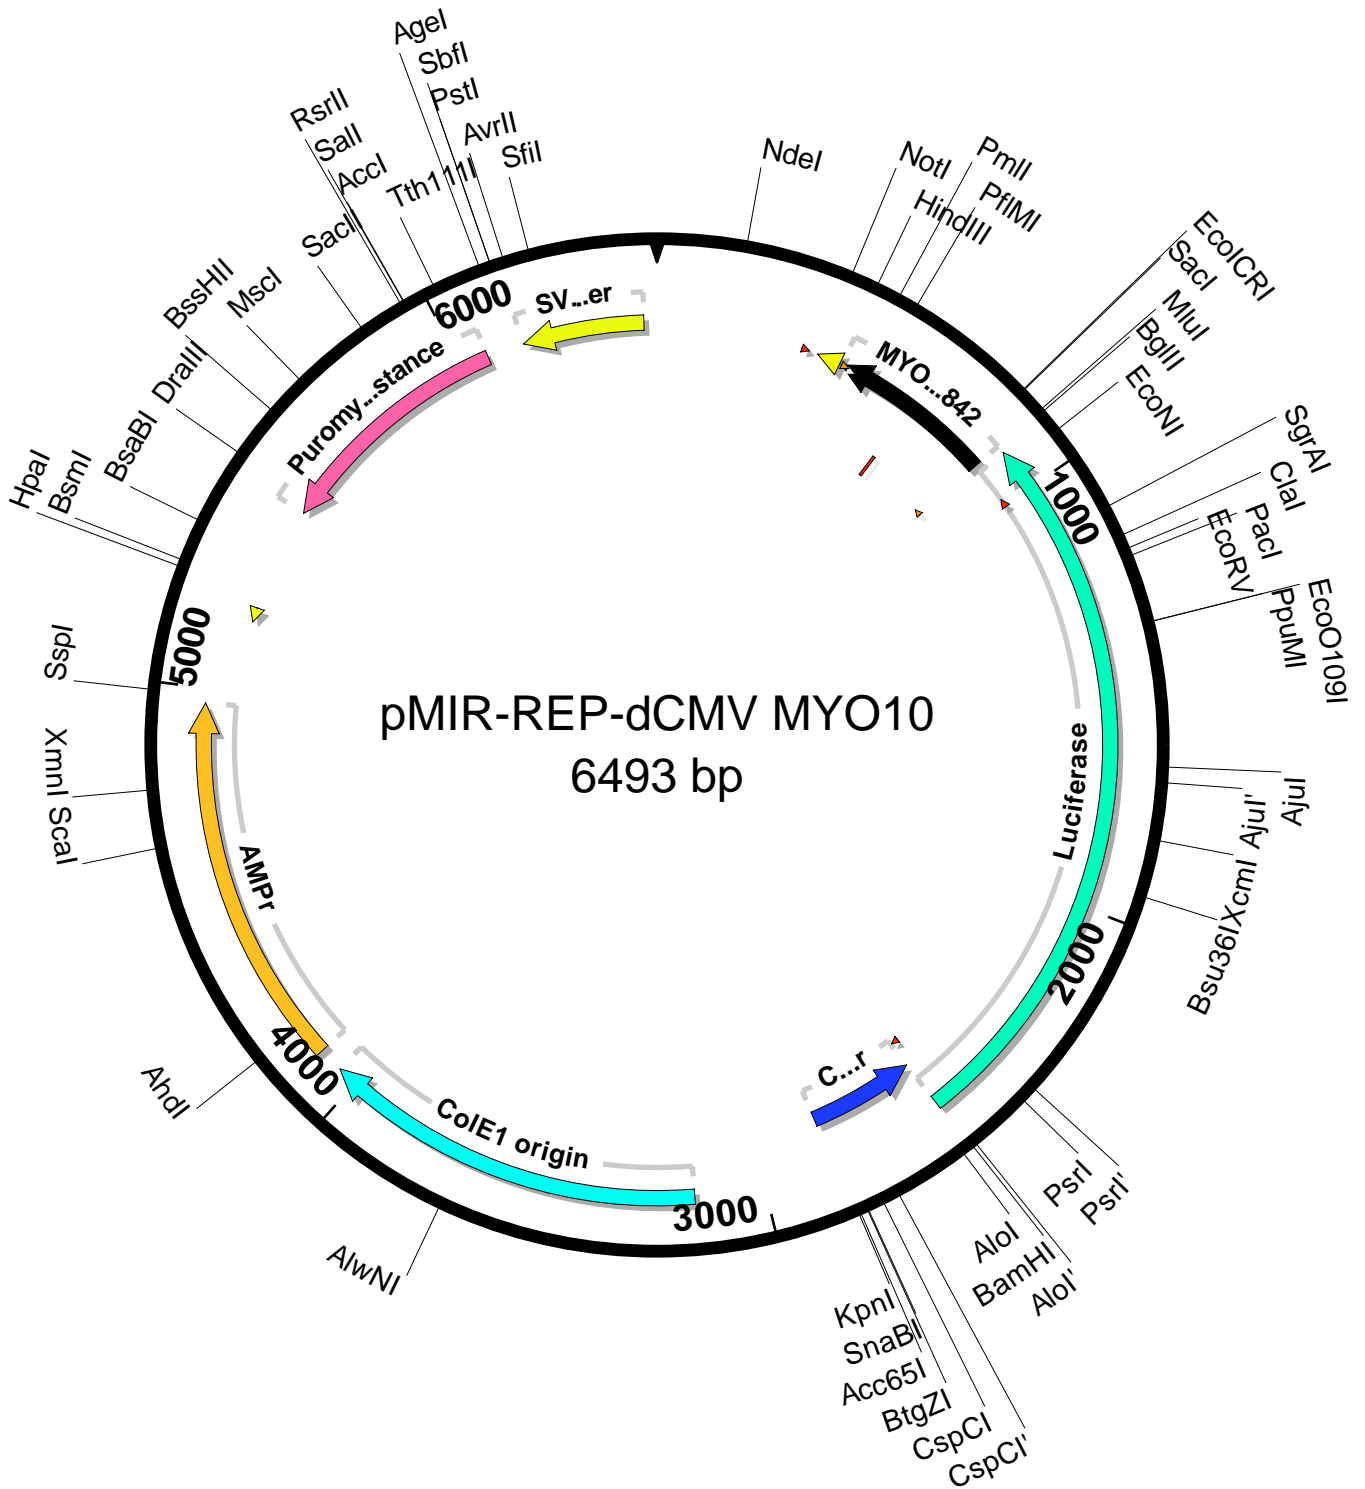 AgeI
SbfI
PstI
AvrII
SfiI
RsrII
SalI
AccI
Tth111I
SacII
BssHII
MscI
DraIII
BsaBI
BsmI
HpaI
SspI
XmnI
ScaI
AhdI
AlwNI
NdeI
NotI
HindIII
PmlI
PflMI
EcoICRI
SacI
MluI
BglII
EcoNI
SgrAI
ClaI
PacI
EcoRV
EcoO109I
PpuMI
AjuI
AjuI'
XcmI
Bsu36I
PsrI'
PsrI
AloI
BamHI
AloI'
KpnI
SnaBI
Acc65I
BtgZI
CspCI
CspCI'
6000
1000
2000
3000
4000
5000
SV...er
MYO...842
Puromy...stance
Luciferase
C...r
ColE1 origin
AMPr
pMIR-REP-dCMV MYO10
6493 bp